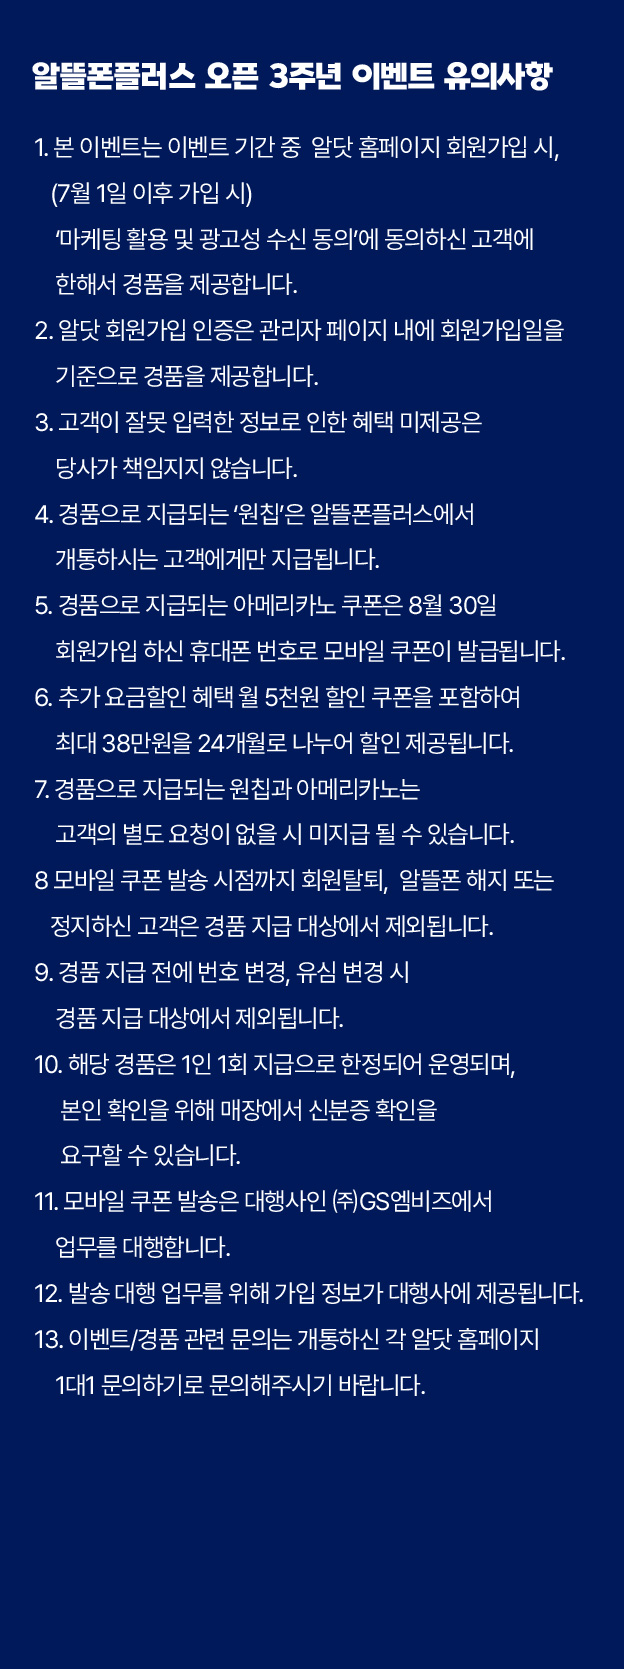 알뜰폰플러스 오픈 3주년 이벤트 유의사항
1. 본 이벤트는 이벤트 기간 중 알닷 홈페이지 회원가입 시,
(7월 1일 이후 가입 시)
‘마케팅 활용 및 광고성 수신 동의’에 동의하신 고객에
한해서 경품을 제공합니다.
2. 알닷 회원가입 인증은 관리자 페이지 내에 회원가입일을
기준으로 경품을 제공합니다.
3. 고객이 잘못 입력한 정보로 인한 혜택 미제공은
당사가 책임지지 않습니다.
4. 경품으로 지급되는 ‘원칩’은 알뜰폰플러스에서
개통하시는 고객에게만 지급됩니다.
5. 경품으로 지급되는 아메리카노 쿠폰은 8월 30일
회원가입 하신 휴대폰 번호로 모바일 쿠폰이 발급됩니다.
6. 추가 요금할인 혜택 월 5천원 할인 쿠폰을 포함하여
최대 38만원을 24개월로 나누어 할인 제공됩니다.
7. 경품으로 지급되는 원칩과 아메리카노는
고객의 별도 요청이 없을 시 미지급 될 수 있습니다.
8 모바일 쿠폰 발송 시점까지 회원탈퇴, 알뜰폰 해지 또는
정지하신 고객은 경품 지급 대상에서 제외됩니다.
9. 경품 지급 전에 번호 변경, 유심 변경 시
경품 지급 대상에서 제외됩니다.
10. 해당 경품은 1인 1회 지급으로 한정되어 운영되며,
본인 확인을 위해 매장에서 신분증 확인을
요구할 수 있습니다.
11. 모바일 쿠폰 발송은 대행사인 ㈜GS엠비즈에서
업무를 대행합니다.
12. 발송 대행 업무를 위해 가입 정보가 대행사에 제공됩니다.
13. 이벤트/경품 관련 문의는 개통하신 각 알닷 홈페이지
1대1 문의하기로 문의해주시기 바랍니다.